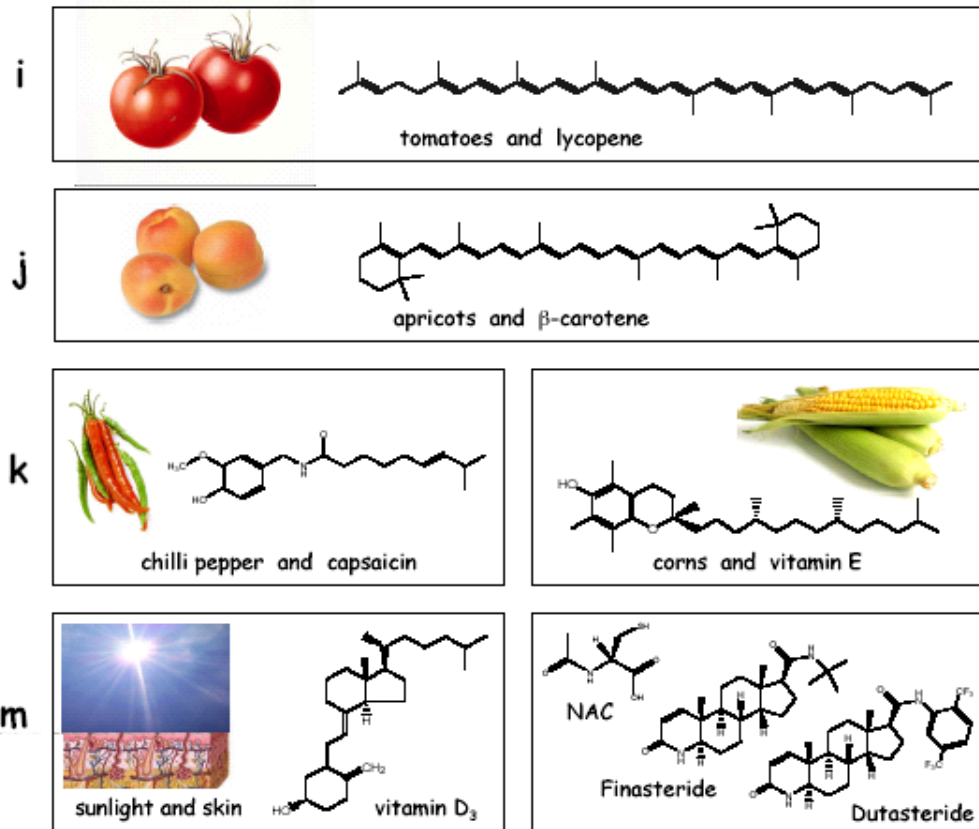 i
tomatoes and lycopene
j
apricots and β-carotene
k
O
H₃C
O
N
H
HO
chilli pepper and capsaicin
HO
O
corns and vitamin E
m
H
CH₂
HO
sunlight and skin
vitamin D₃
SH
H
O
N
H
O
OH
NAC
O
H
N
H
H
H
O
N
H
H
Finasteride
O
H
N
CF₃
F₃C
H
H
H
O
N
H
H
Dutasteride